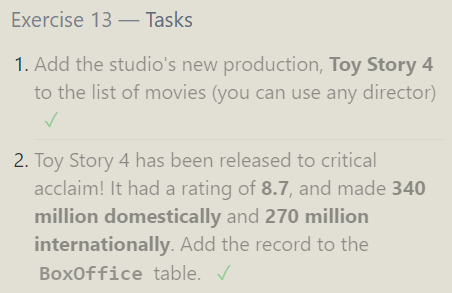 Exercise 13 — Tasks
1. Add the studio's new production, Toy Story 4
to the list of movies (you can use any director)
✓
2. Toy Story 4 has been released to critical
acclaim! It had a rating of 8.7, and made 340
million domestically and 270 million
internationally. Add the record to the
BoxOffice table. ✓